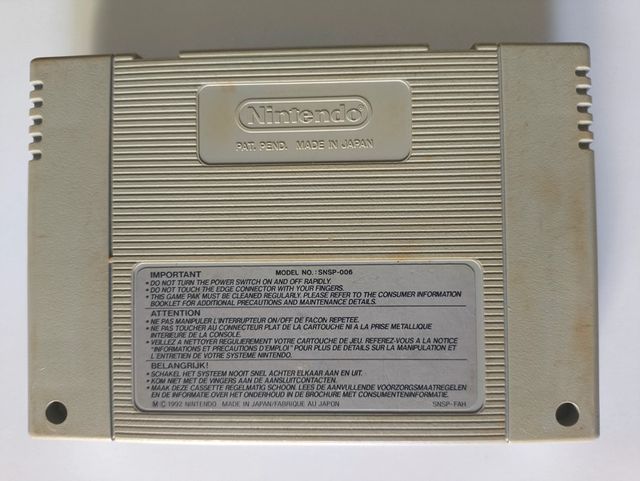 Nintendo®
PAT. PEND. MADE IN JAPAN
IMPORTANT MODEL NO.: SNSP-006
• DO NOT TURN THE POWER SWITCH ON AND OFF RAPIDLY.
• DO NOT TOUCH THE EDGE CONNECTOR WITH YOUR FINGERS.
• THIS GAME PAK MUST BE CLEANED REGULARLY. PLEASE REFER TO THE CONSUMER INFORMATION
BOOKLET FOR ADDITIONAL PRECAUTIONS AND MAINTENANCE DETAILS.
ATTENTION
• NE PAS MANIPULER L'INTERRUPTEUR ON/OFF DE FACON REPETEE.
• NE PAS TOUCHER AU CONNECTEUR PLAT DE LA CARTOUCHE NI A LA PRISE METALLIQUE
INTERIEURE DE LA CONSOLE.
• VEILLEZ A NETTOYER REGULIEREMENT VOTRE CARTOUCHE DE JEU. REFEREZ-VOUS A LA NOTICE
"INFORMATIONS ET PRECAUTIONS D'EMPLOI" POUR PLUS DE DETAILS SUR LA MANIPULATION ET
L'ENTRETIEN DE VOTRE SYSTEME NINTENDO.
BELANGRIJK!
• SCHAKEL HET SYSTEEM NOOIT SNEL ACHTER ELKAAR AAN EN UIT.
• KOM NIET MET DE VINGERS AAN DE AANSLUITCONTACTEN.
• MAAK DEZE CASSETTE REGELMATIG SCHOON. LEES DE AANVULLENDE VOORZORGSMAATREGELEN
EN DE INFORMATIE OVER HET ONDERHOUD IN DE BROCHURE MET CONSUMENTENINFORMATIE.
Ⓜ © 1992 NINTENDO MADE IN JAPAN/FABRIQUE AU JAPON SNSP-FAH